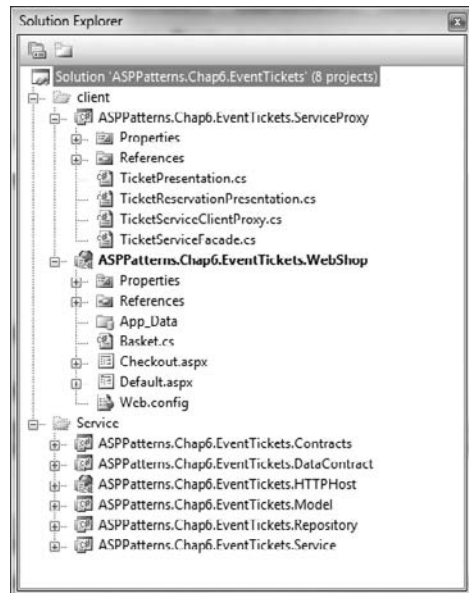 Solution Explorer
Solution 'ASPPatterns.Chap6.EventTickets' (8 projects)
client
ASPPatterns.Chap6.EventTickets.ServiceProxy
Properties
References
TicketPresentation.cs
TicketReservationPresentation.cs
TicketServiceClientProxy.cs
TicketServiceFacade.cs
ASPPatterns.Chap6.EventTickets.WebShop
Properties
References
App_Data
Basket.cs
Checkout.aspx
Default.aspx
Web.config
Service
ASPPatterns.Chap6.EventTickets.Contracts
ASPPatterns.Chap6.EventTickets.DataContract
ASPPatterns.Chap6.EventTickets.HTTPHost
ASPPatterns.Chap6.EventTickets.Model
ASPPatterns.Chap6.EventTickets.Repository
ASPPatterns.Chap6.EventTickets.Service